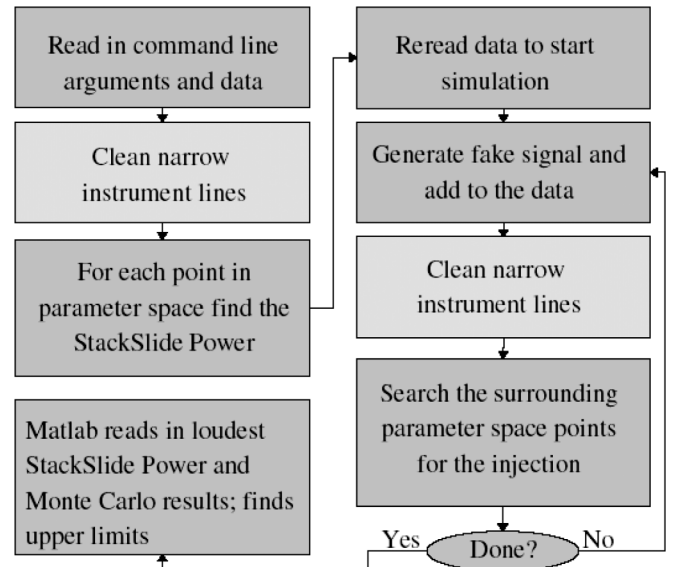 Read in command line
arguments and data
Clean narrow
instrument lines
For each point in
parameter space find the
StackSlide Power
Matlab reads in loudest
StackSlide Power and
Monte Carlo results; finds
upper limits
Reread data to start
simulation
Generate fake signal and
add to the data
Clean narrow
instrument lines
Search the surrounding
parameter space points
for the injection
Yes
Done?
No